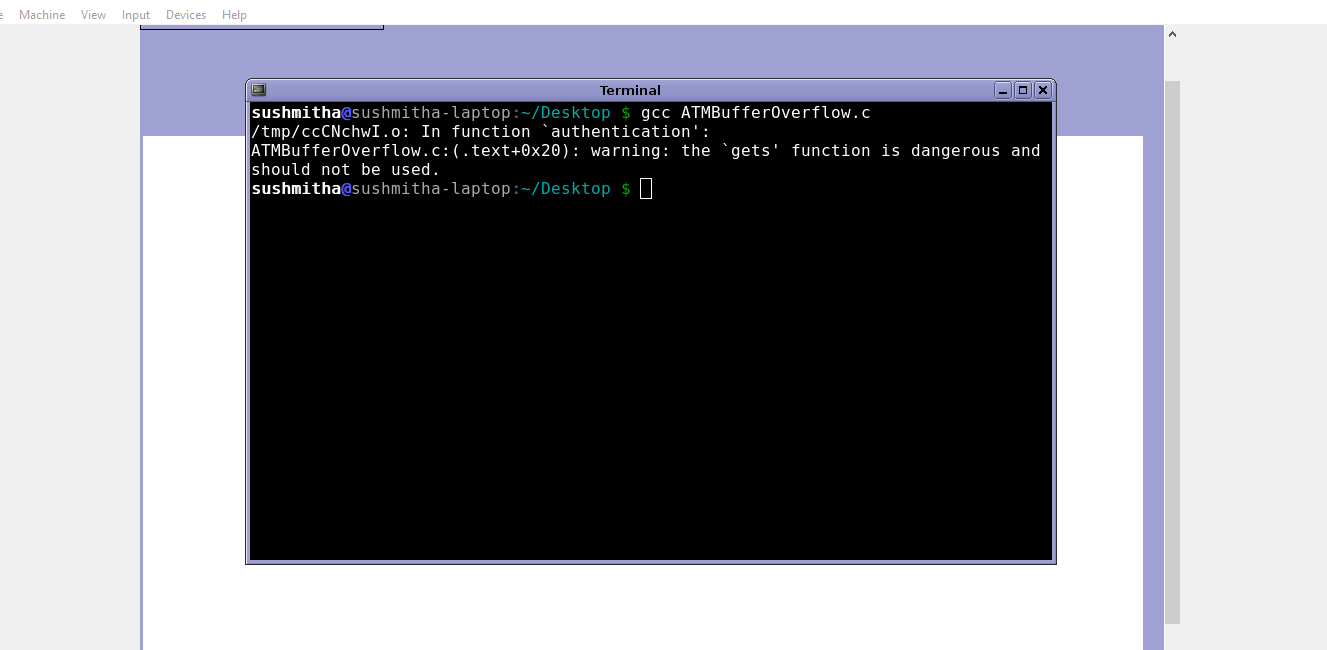 Machine View Input Devices Help
Terminal
sushmitha@sushmitha-laptop:~/Desktop $ gcc ATMBufferOverflow.c
/tmp/ccCNchwI.o: In function `authentication':
ATMBufferOverflow.c:(.text+0x20): warning: the `gets' function is dangerous and
should not be used.
sushmitha@sushmitha-laptop:~/Desktop $